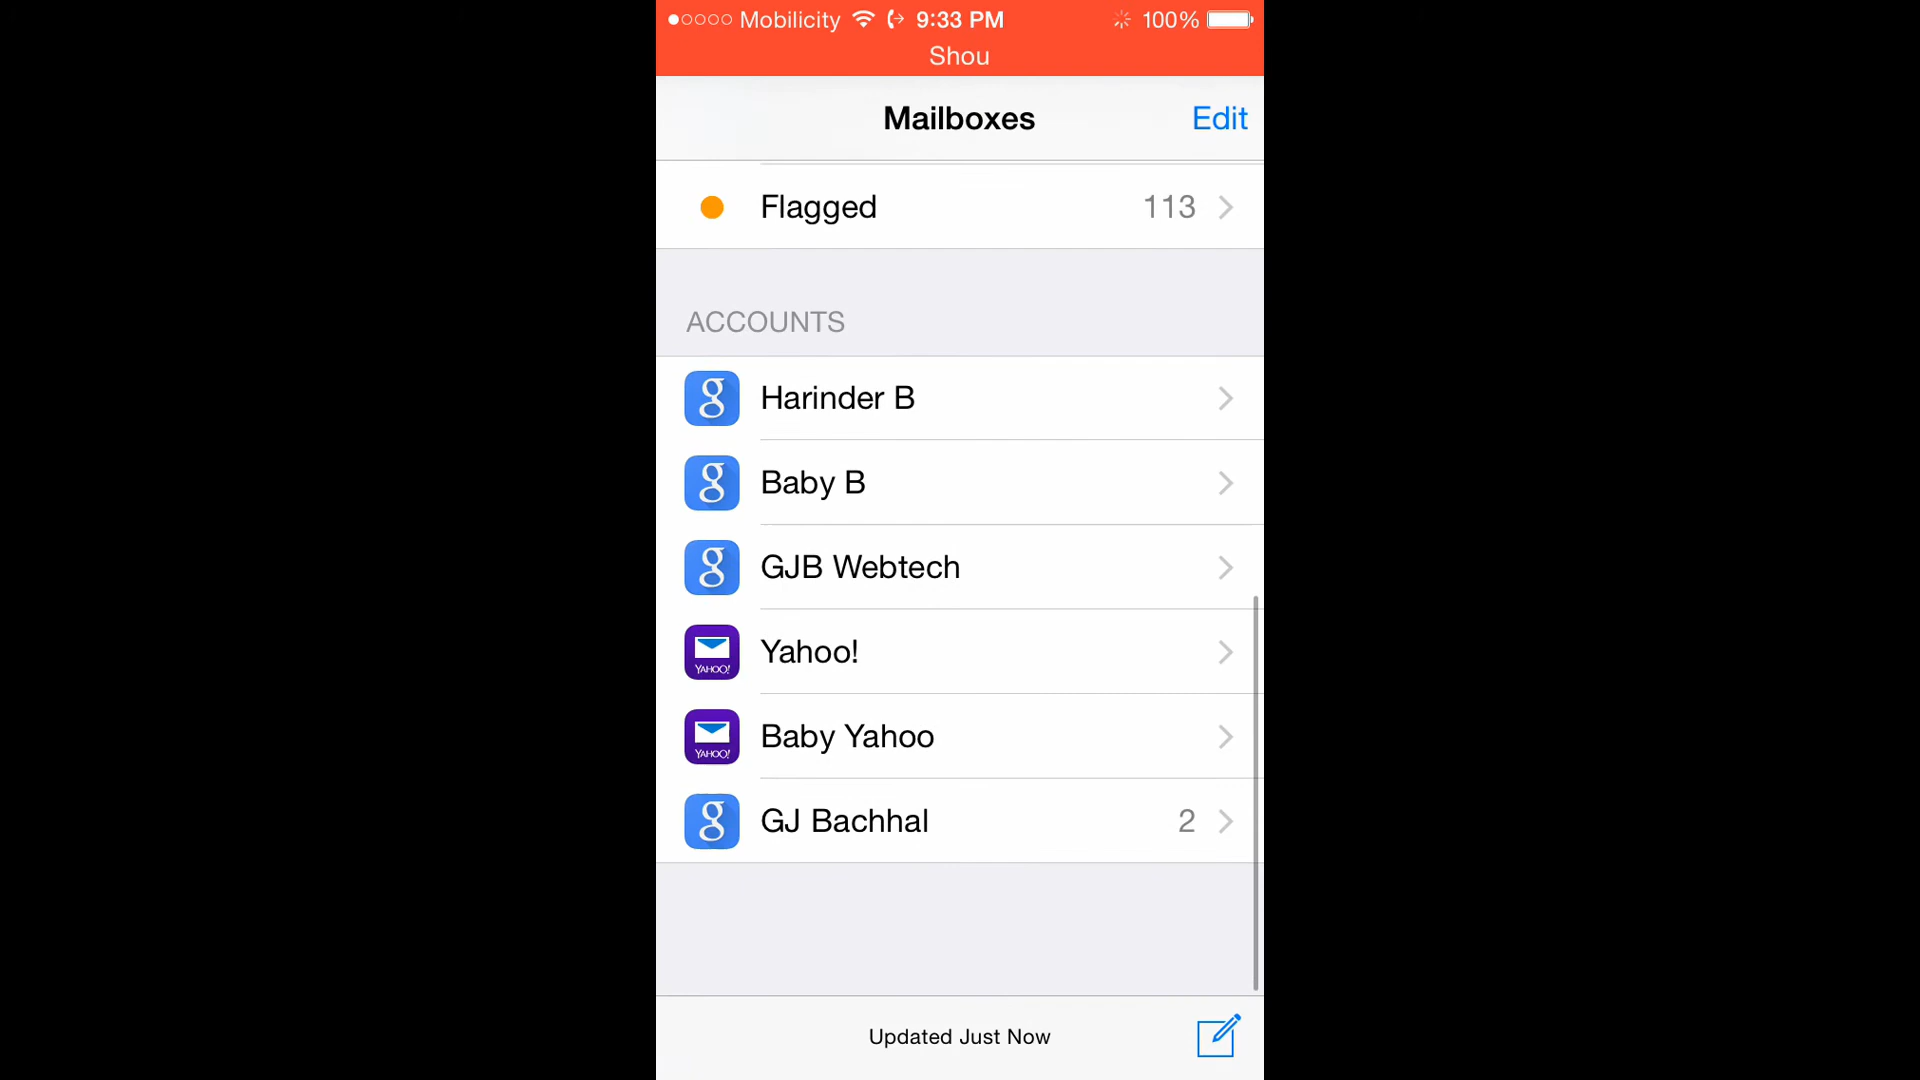 Mobilicity 9:33 PM 100%
Shou
Mailboxes Edit
Flagged 113
ACCOUNTS
g Harinder B
g Baby B
g GJB Webtech
YAHOO! Yahoo!
YAHOO! Baby Yahoo
g GJ Bachhal 2
Updated Just Now